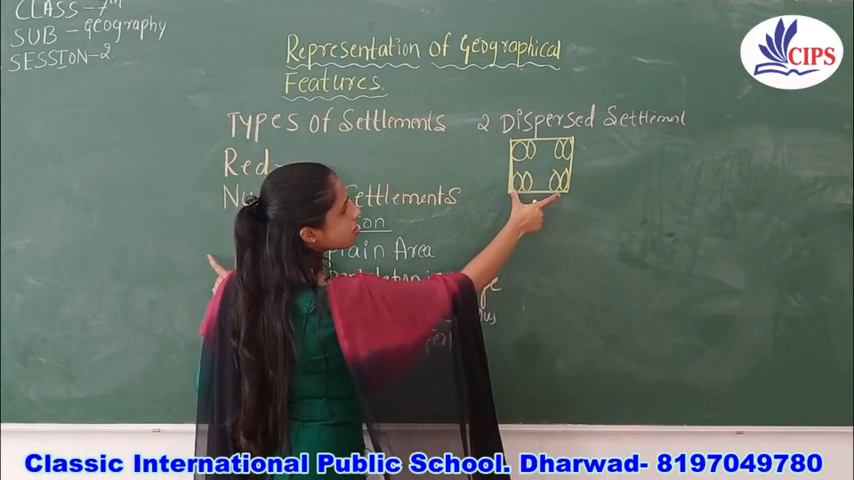 CLASS - 7th
SUB - Geography
SESSION-2
CIPS
Representation of Geographical
Features.
Types of Settlements 2 Dispersed Settlement
Red-
Settlements
Plain Area
Classic International Public School. Dharwad- 8197049780